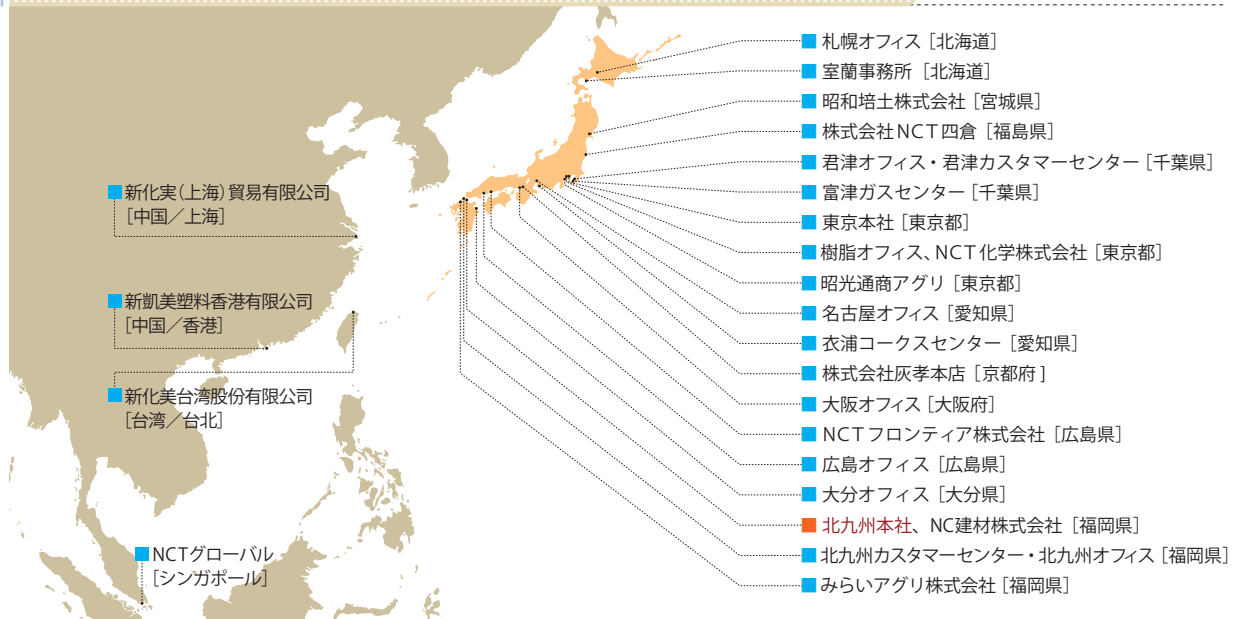 札幌オフィス [北海道]
室蘭事務所 [北海道]
昭和培土株式会社 [宮城県]
株式会社NCT四倉 [福島県]
君津オフィス・君津カスタマーセンター [千葉県]
富津ガスセンター [千葉県]
東京本社 [東京都]
樹脂オフィス、NCT化学株式会社 [東京都]
昭光通商アグリ [東京都]
名古屋オフィス [愛知県]
衣浦コークスセンター [愛知県]
株式会社灰孝本店 [京都府]
大阪オフィス [大阪府]
NCTフロンティア株式会社 [広島県]
広島オフィス [広島県]
大分オフィス [大分県]
北九州本社、NC建材株式会社 [福岡県]
北九州カスタマーセンター・北九州オフィス [福岡県]
みらいアグリ株式会社 [福岡県]
新化実(上海)貿易有限公司
[中国/上海]
新凱美塑料香港有限公司
[中国/香港]
新化美台湾股份有限公司
[台湾/台北]
NCTグローバル
[シンガポール]